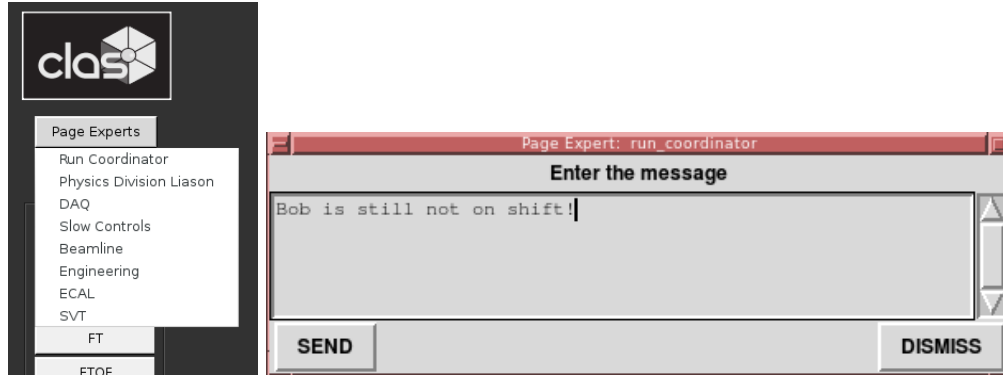 clas
Page Experts
Run Coordinator
Physics Division Liason
DAQ
Slow Controls
Beamline
Engineering
ECAL
SVT
FT
FTOF
Page Expert: run_coordinator
Enter the message
Bob is still not on shift!
SEND
DISMISS